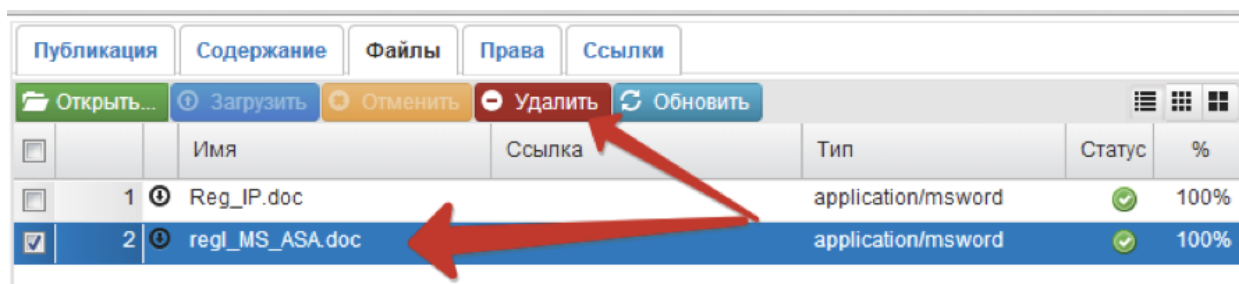 Публикация Содержание Файлы Права Ссылки
Открыть... Загрузить Отменить Удалить Обновить
Имя Ссылка Тип Статус %
1 Reg_IP.doc application/msword 100%
2 regl_MS_ASA.doc application/msword 100%